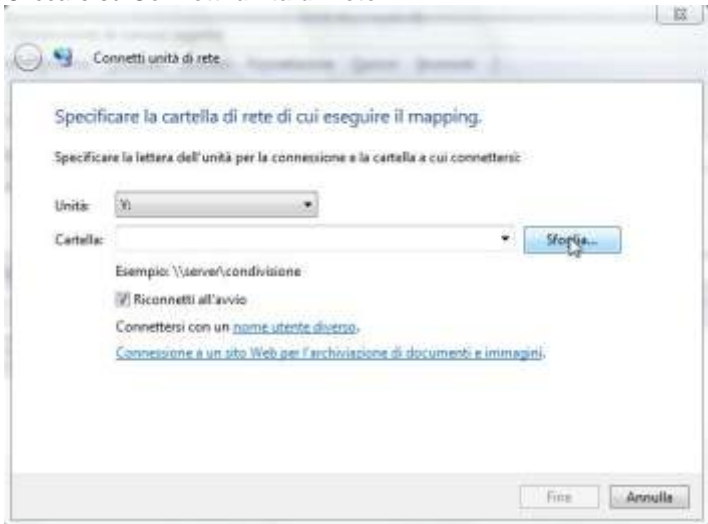 Connetti unità di rete
Specificare la cartella di rete di cui eseguire il mapping.
Specificare la lettera dell'unità per la connessione e la cartella a cui connettersi:
Unità: Y:
Cartella: Sfoglia...
Esempio: \\server\condivisione
Riconnetti all'avvio
Connettersi con un nome utente diverso.
Connessione a un sito Web per l'archiviazione di documenti e immagini.
Fine Annulla